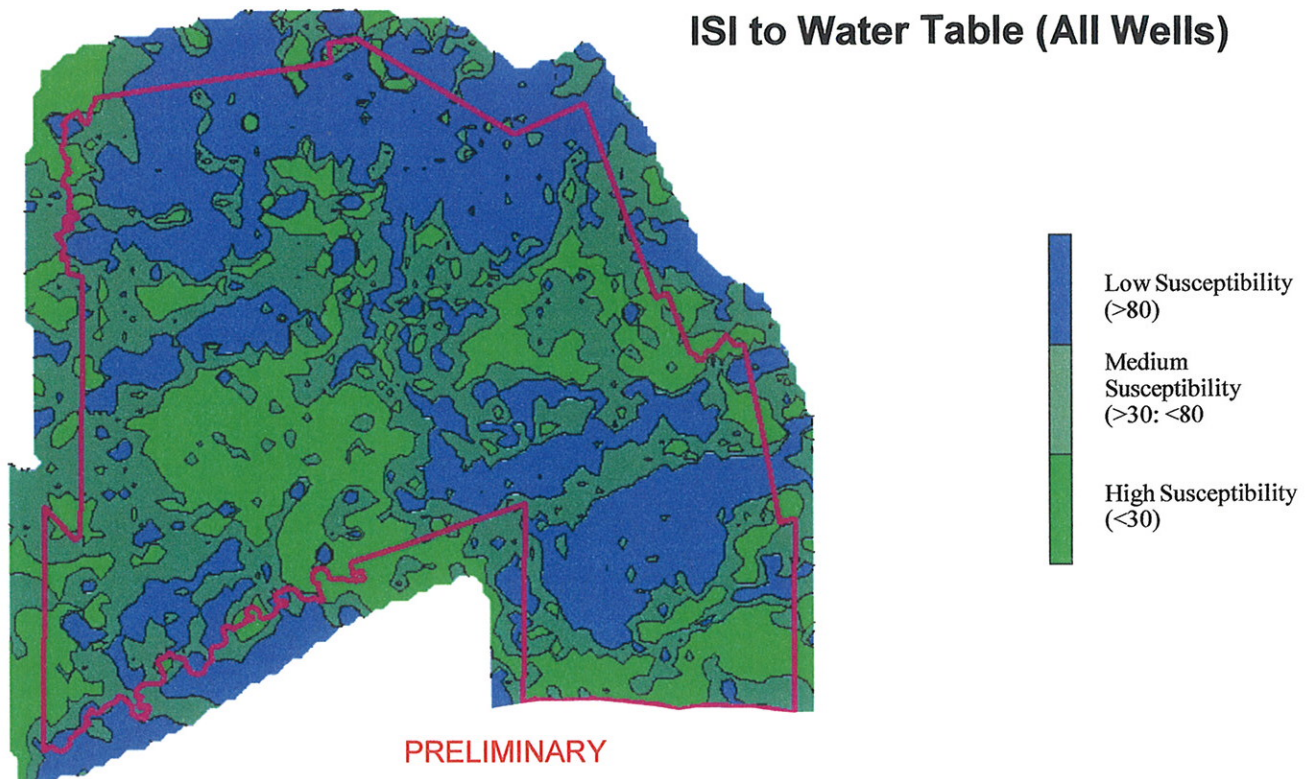 ISI to Water Table (All Wells)
Low Susceptibility
(>80)
Medium
Susceptibility
(>30: <80
High Susceptibility
(<30)
PRELIMINARY